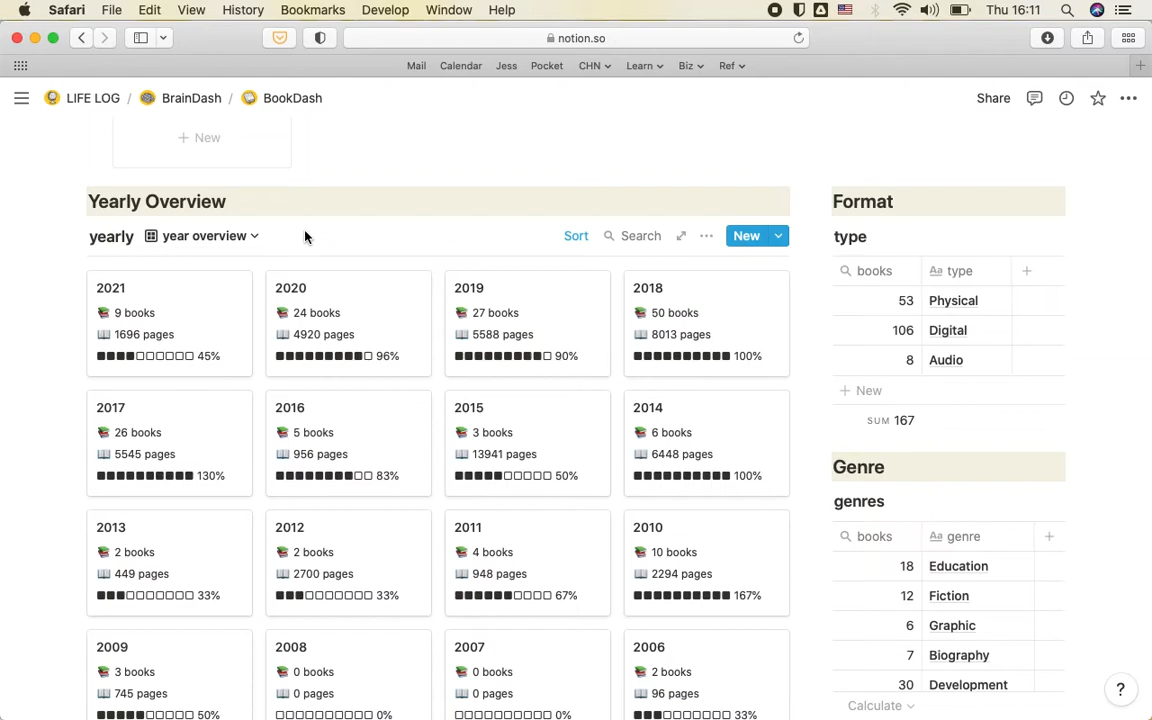 Safari File Edit View History Bookmarks Develop Window Help Thu 16:11
notion.so
Mail Calendar Jess Pocket CHN Learn Biz Ref
LIFE LOG / BrainDash / BookDash Share
+ New
Yearly Overview
yearly year overview Sort Search New
2021
9 books
1696 pages
45%
2020
24 books
4920 pages
96%
2019
27 books
5588 pages
90%
2018
50 books
8013 pages
100%
2017
26 books
5545 pages
130%
2016
5 books
956 pages
83%
2015
3 books
13941 pages
50%
2014
6 books
6448 pages
100%
2013
2 books
449 pages
33%
2012
2 books
2700 pages
33%
2011
4 books
948 pages
67%
2010
10 books
2294 pages
167%
2009
3 books
745 pages
50%
2008
0 books
0 pages
0%
2007
0 books
0 pages
0%
2006
2 books
96 pages
33%
Format
type
books Aa type +
53 Physical
106 Digital
8 Audio
+ New
SUM 167
Genre
genres
books Aa genre +
18 Education
12 Fiction
6 Graphic
7 Biography
30 Development
Calculate
?